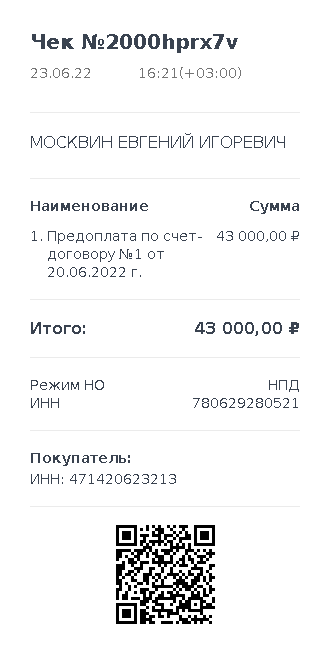 Чек №2000hprx7v
23.06.22 16:21(+03:00)
МОСКВИН ЕВГЕНИЙ ИГОРЕВИЧ
Наименование Сумма
1. Предоплата по счет- 43 000,00 ₽
договору №1 от
20.06.2022 г.
Итого: 43 000,00 ₽
Режим НО НПД
ИНН 780629280521
Покупатель:
ИНН: 471420623213